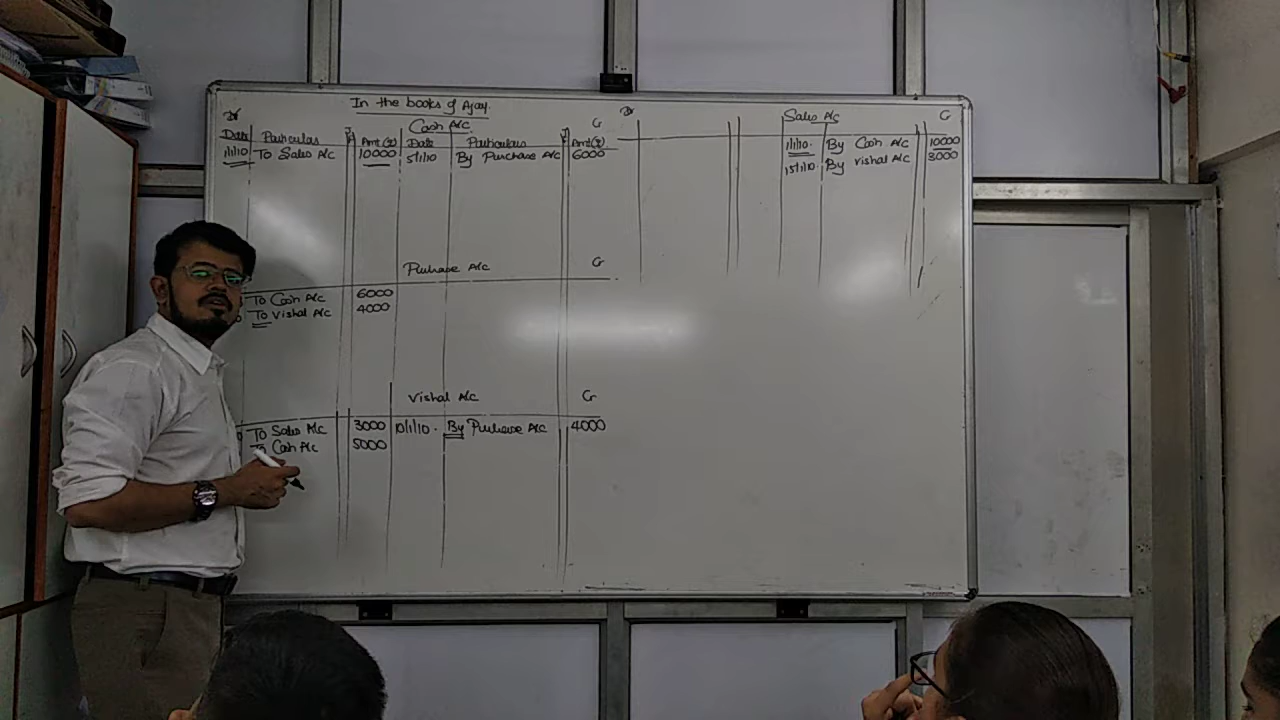 In the books of Ajay.
Dr Cash A/c Cr
Date Particulars Amt(₹) Date Particulars Amt(₹)
1/1/10 To Sales A/c 10000 5/1/10 By Purchase A/c 6000
Dr Sales A/c Cr
1/1/10. By Cash A/c 10000
15/1/10 By Vishal A/c 3000
Purchase A/c Cr
To Cash A/c 6000
To Vishal A/c 4000
Vishal A/c Cr
To Sales A/c 3000 10/1/10. By Purchase A/c 4000
To Cash A/c 5000